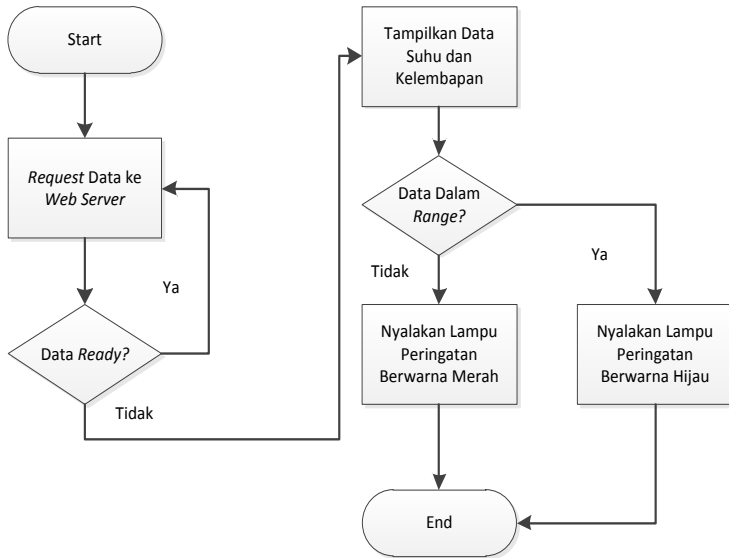 Start
Request Data ke
Web Server
Ya
Data Ready?
Tidak
Tampilkan Data
Suhu dan
Kelembapan
Data Dalam
Range?
Tidak
Ya
Nyalakan Lampu
Peringatan
Berwarna Merah
Nyalakan Lampu
Peringatan
Berwarna Hijau
End